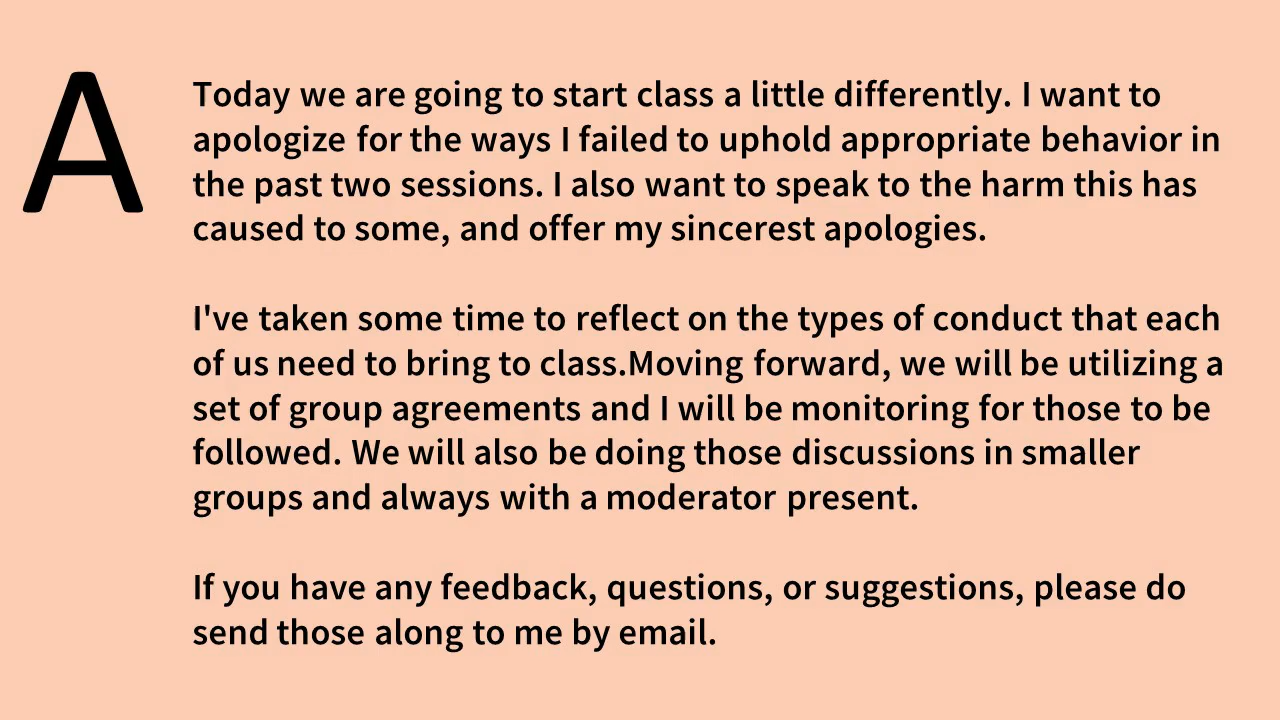 A
Today we are going to start class a little differently. I want to
apologize for the ways I failed to uphold appropriate behavior in
the past two sessions. I also want to speak to the harm this has
caused to some, and offer my sincerest apologies.
I've taken some time to reflect on the types of conduct that each
of us need to bring to class.Moving forward, we will be utilizing a
set of group agreements and I will be monitoring for those to be
followed. We will also be doing those discussions in smaller
groups and always with a moderator present.
If you have any feedback, questions, or suggestions, please do
send those along to me by email.